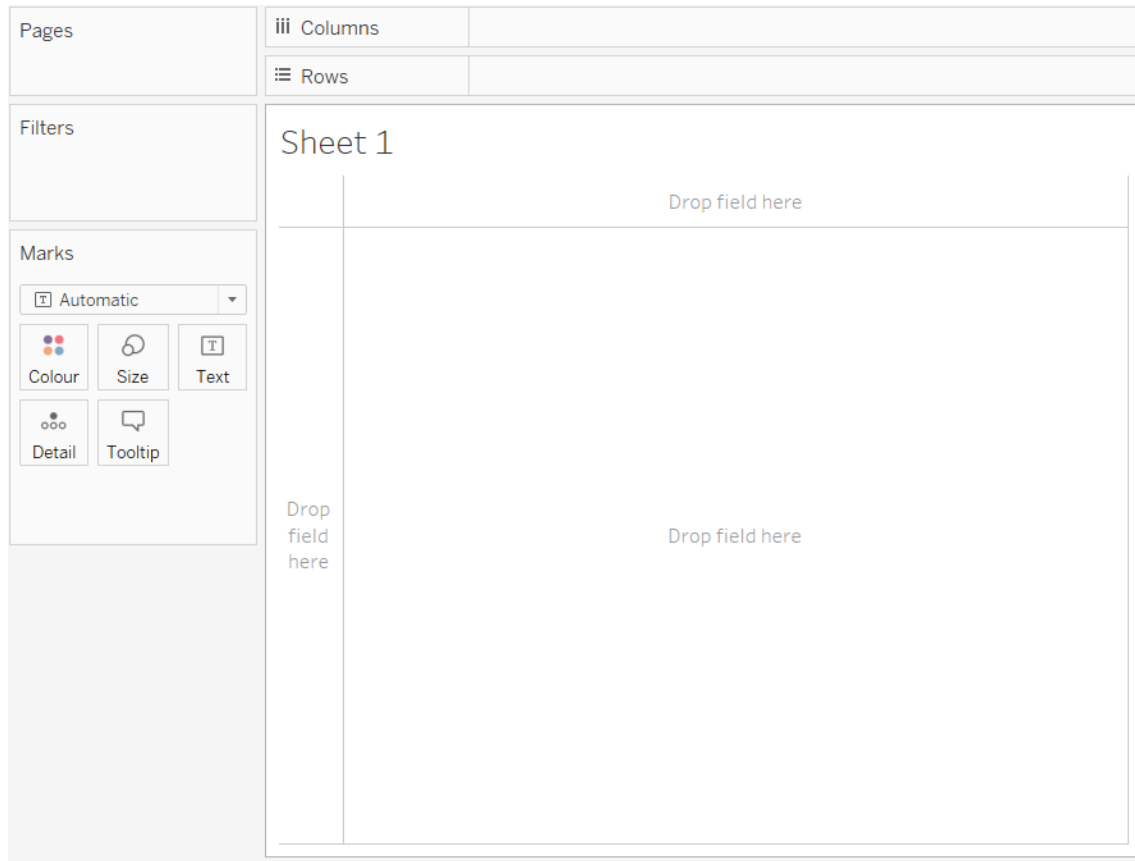 Pages
Columns
Rows
Filters
Sheet 1
Drop field here
Marks
Automatic
Colour Size Text
Detail Tooltip
Drop
field
here
Drop field here